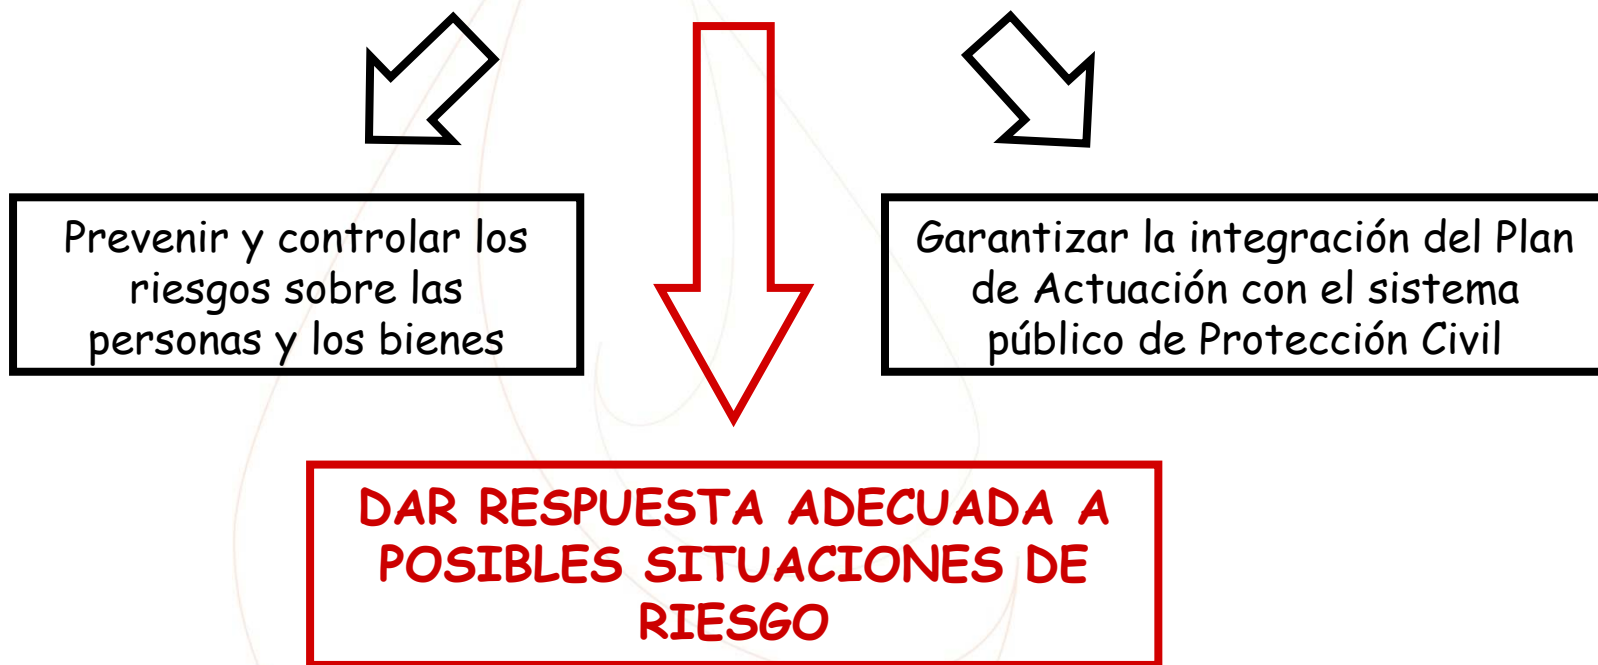 Prevenir y controlar los
riesgos sobre las
personas y los bienes
Garantizar la integración del Plan
de Actuación con el sistema
público de Protección Civil
DAR RESPUESTA ADECUADA A
POSIBLES SITUACIONES DE
RIESGO